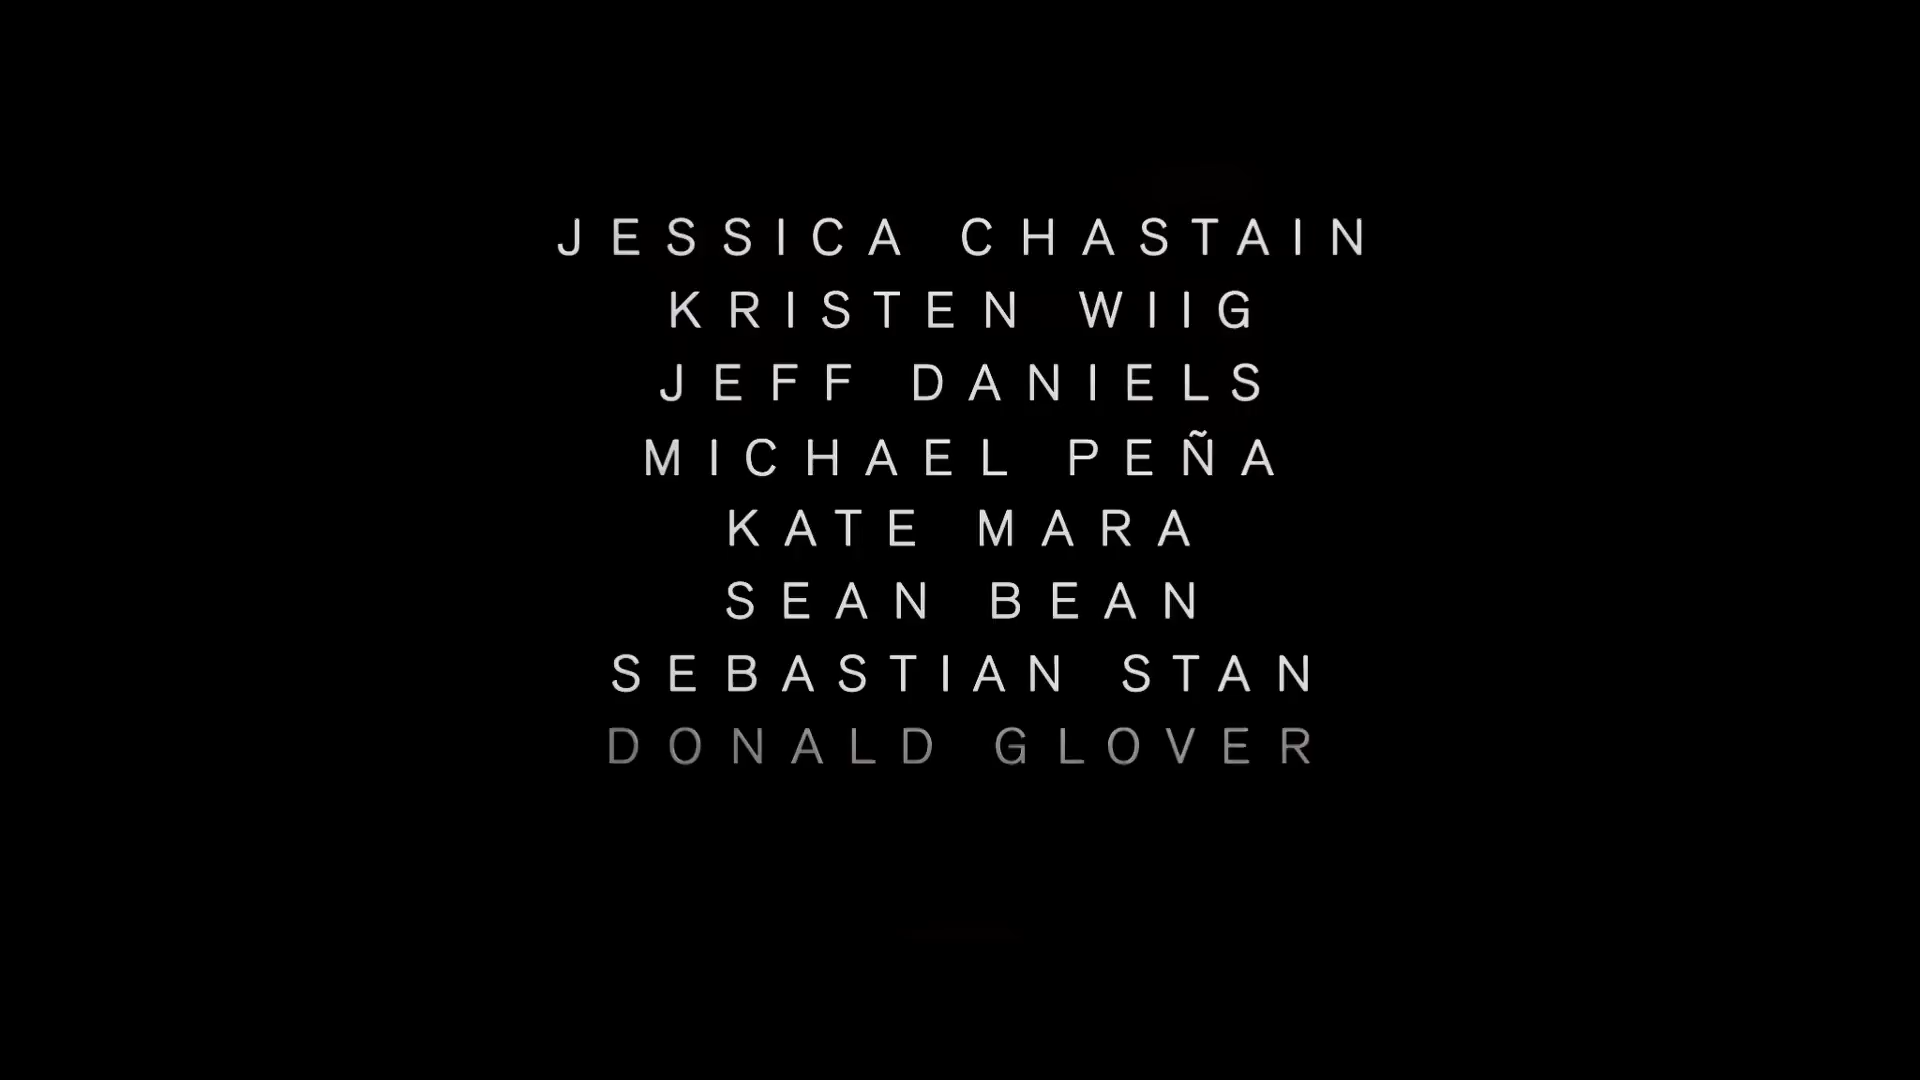 JESSICA CHASTAIN
KRISTEN WIIG
JEFF DANIELS
MICHAEL PEÑA
KATE MARA
SEAN BEAN
SEBASTIAN STAN
DONALD GLOVER